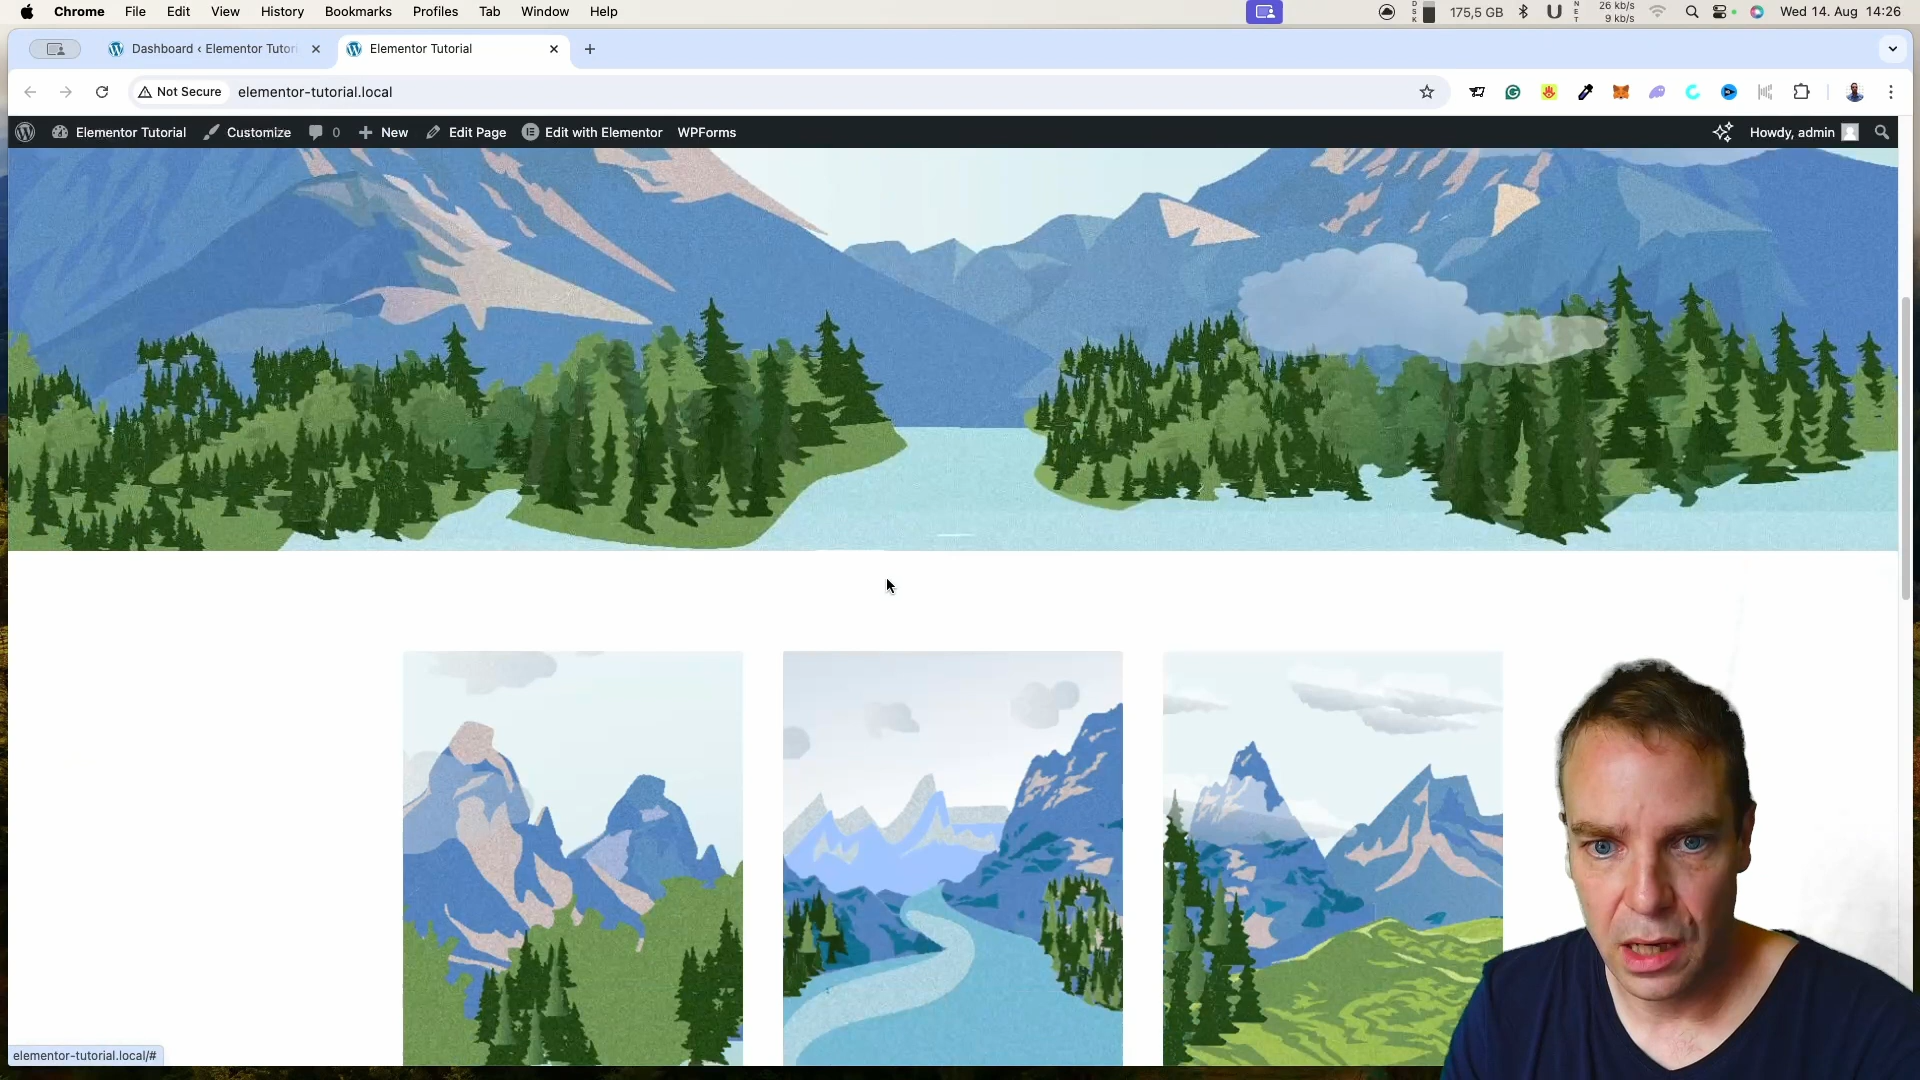 Chrome File Edit View History Bookmarks Profiles Tab Window Help
175,5 GB
26 kb/s
9 kb/s
Wed 14. Aug 14:26
Dashboard ‹ Elementor Tutori
Elementor Tutorial
Not Secure
elementor-tutorial.local
Elementor Tutorial
Customize
0
New
Edit Page
Edit with Elementor
WPForms
Howdy, admin
elementor-tutorial.local/#